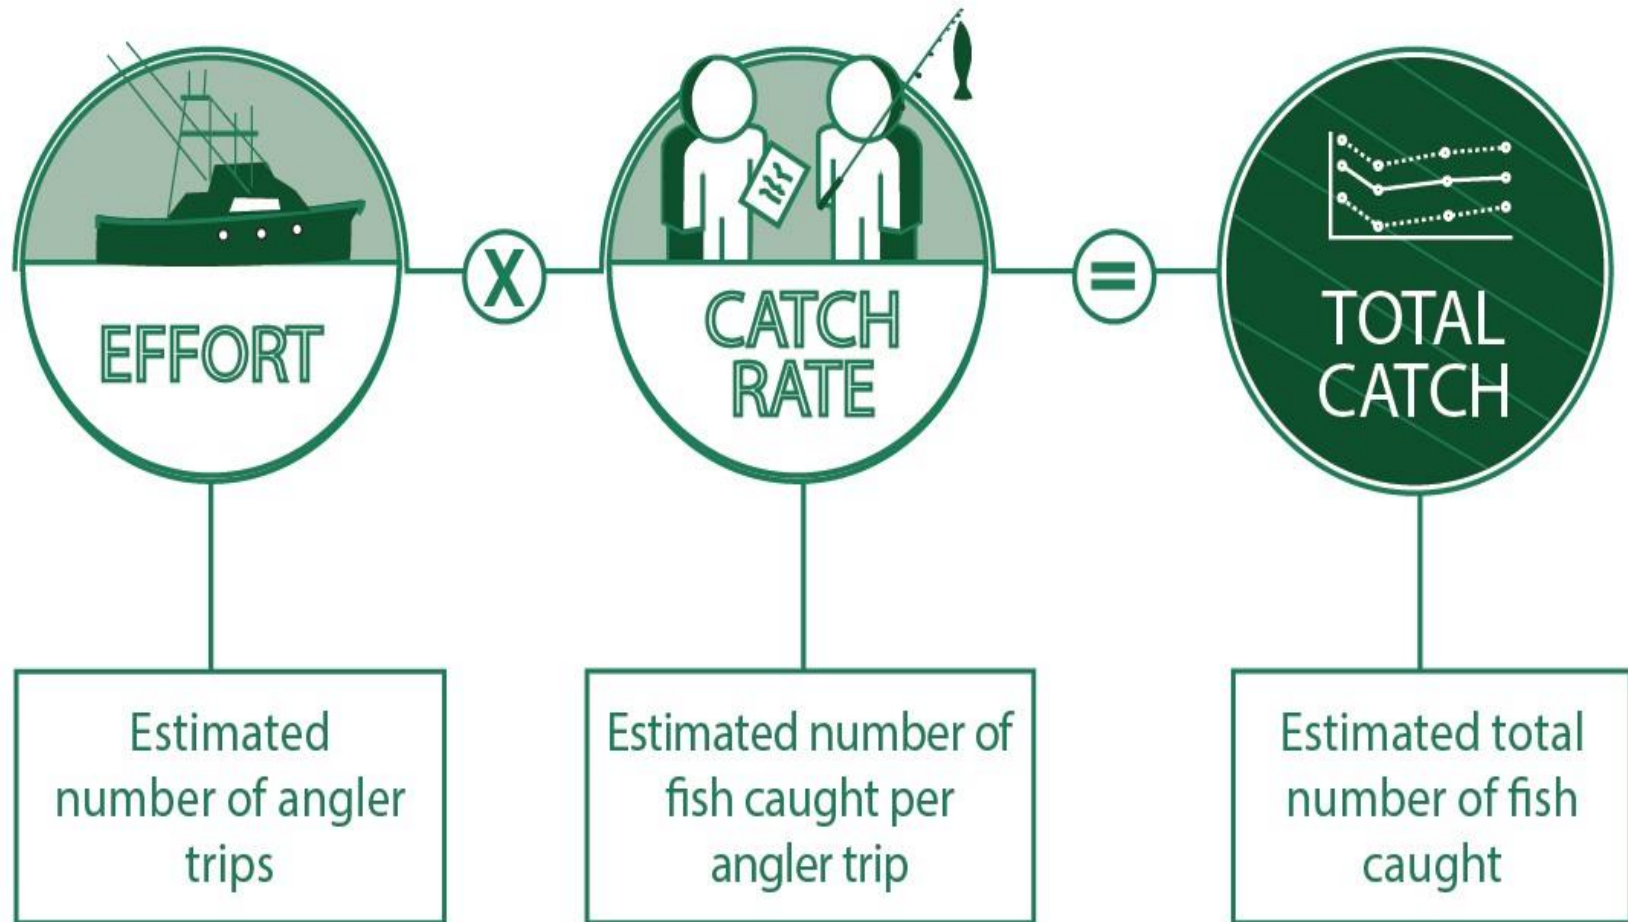 EFFORT
X
CATCH
RATE
=
TOTAL
CATCH
Estimated
number of angler
trips
Estimated number of
fish caught per
angler trip
Estimated total
number of fish
caught